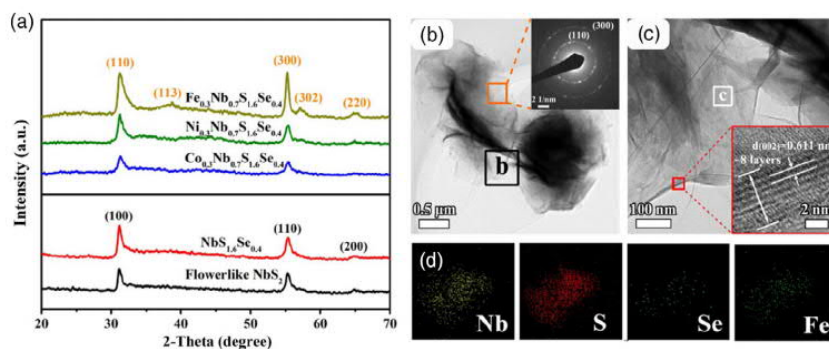 (a)
Intensity (a.u.)
(110)
(113)
(300)
(302)
(220)
Fe0.3Nb0.7S1.6Se0.4
Ni0.3Nb0.7S1.6Se0.4
Co0.3Nb0.7S1.6Se0.4
(100)
(110)
(200)
NbS1.6Se0.4
Flowerlike NbS2
20
30
40
50
60
70
2-Theta (degree)
(b)
(300)
(110)
2 1/nm
b
0.5 μm
(c)
c
d(002)=0.611 nm
~8 layers
100 nm
2 nm
(d)
Nb
S
Se
Fe